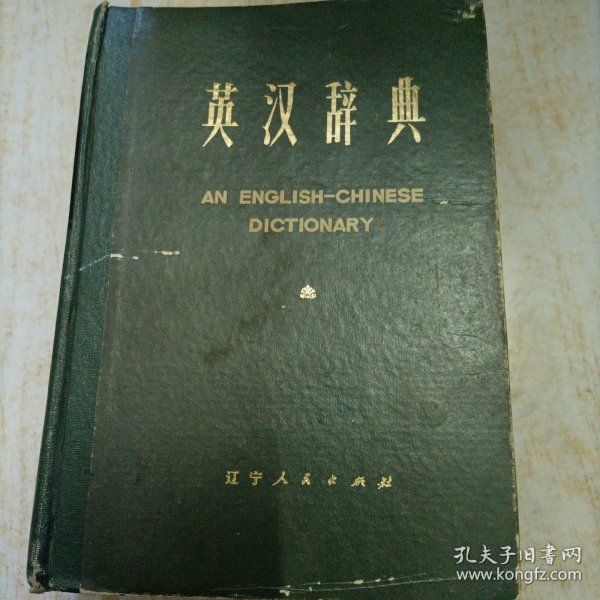 英汉辞典
AN ENGLISH-CHINESE
DICTIONARY
辽宁人民出版社
孔夫子旧书网
www.kongfz.com